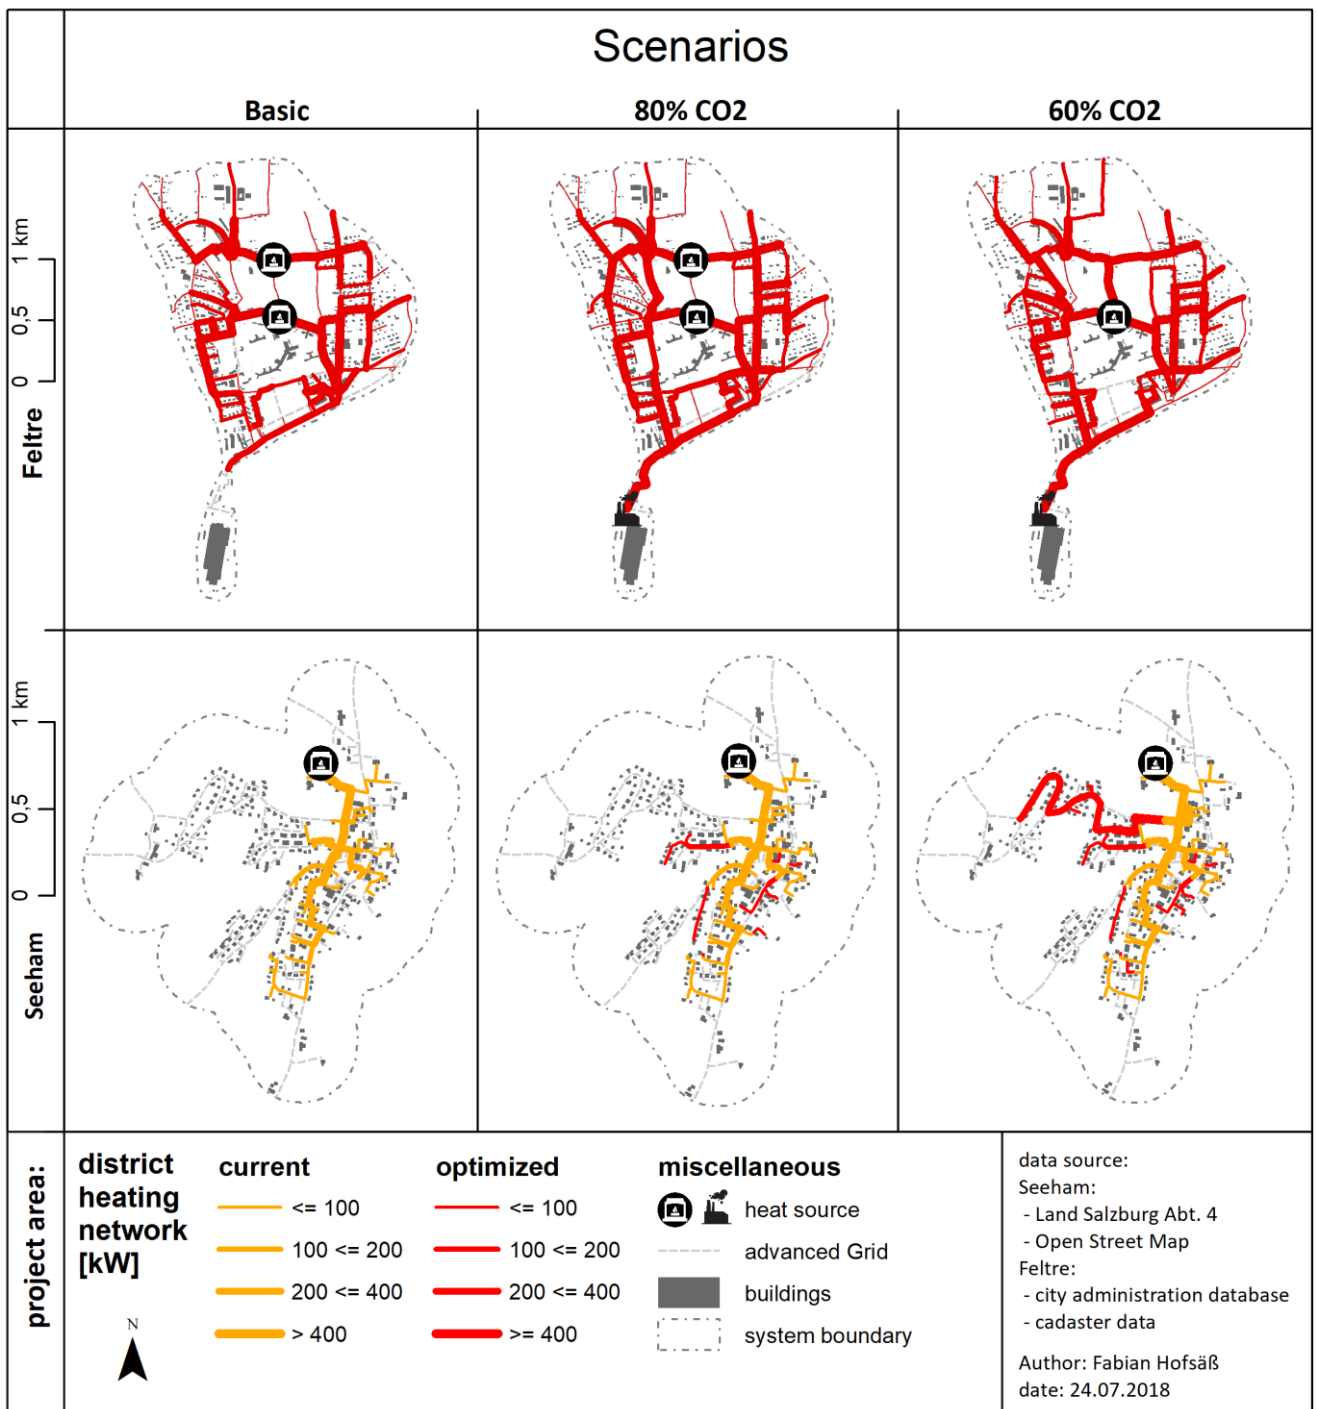 Scenarios
Basic
80% CO2
60% CO2
1 km
0.5
0
Feltre
1 km
0.5
0
Seeham
project area:
district
heating
network
[kW]
N
current
<= 100
100 <= 200
200 <= 400
> 400
optimized
<= 100
100 <= 200
200 <= 400
>= 400
miscellaneous
heat source
advanced Grid
buildings
system boundary
data source:
Seeham:
- Land Salzburg Abt. 4
- Open Street Map
Feltre:
- city administration database
- cadaster data
Author: Fabian Hofsäß
date: 24.07.2018